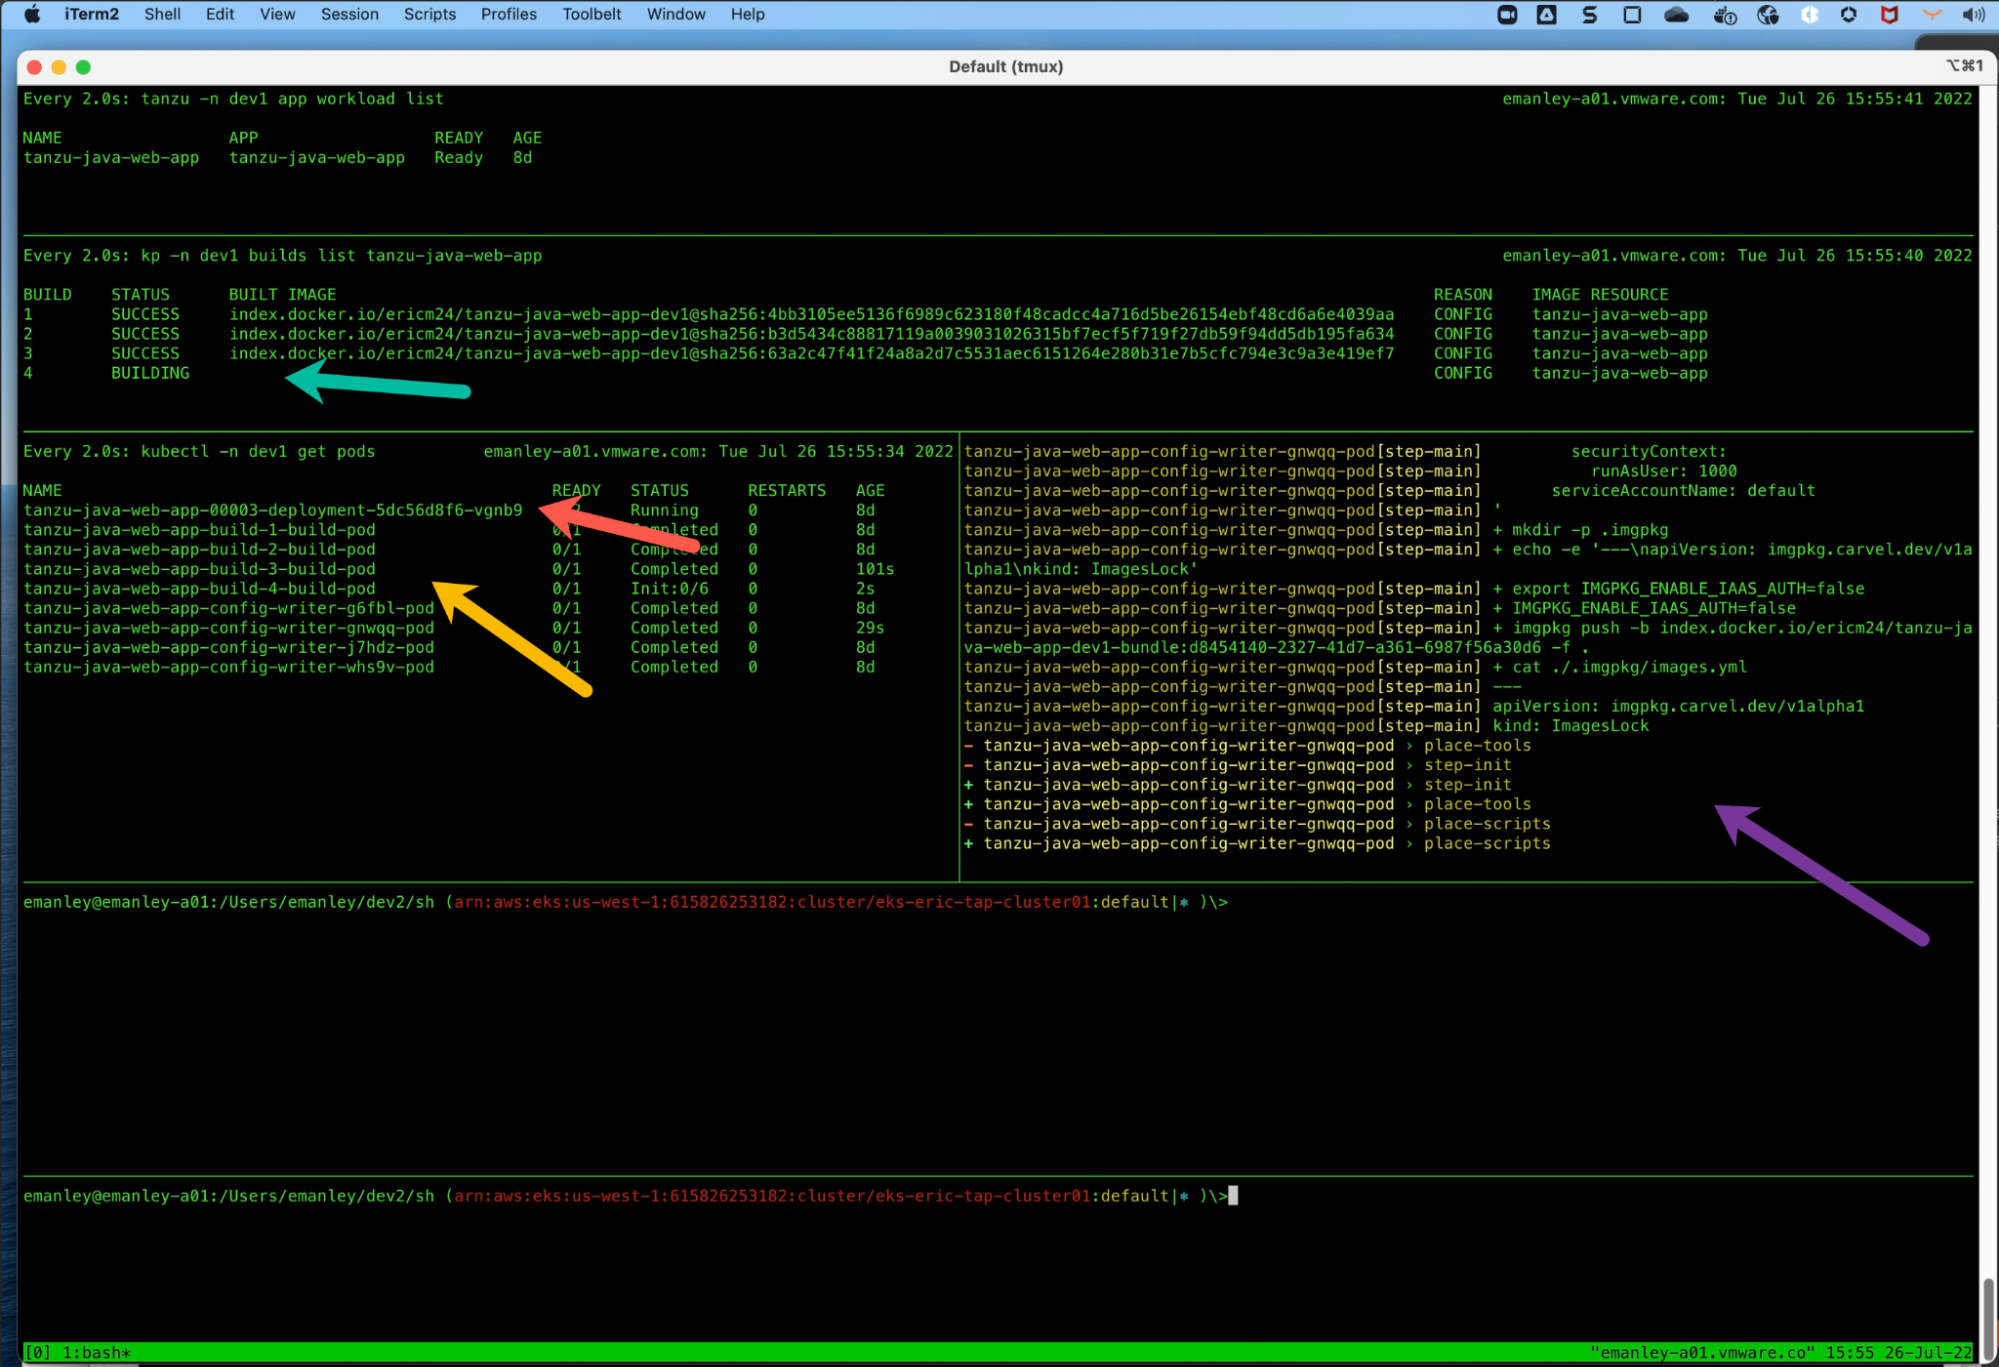 iTerm2 Shell Edit View Session Scripts Profiles Toolbelt Window Help
Default (tmux) ⌥⌘1
Every 2.0s: tanzu -n dev1 app workload list emanley-a01.vmware.com: Tue Jul 26 15:55:41 2022
NAME APP READY AGE
tanzu-java-web-app tanzu-java-web-app Ready 8d
Every 2.0s: kp -n dev1 builds list tanzu-java-web-app emanley-a01.vmware.com: Tue Jul 26 15:55:40 2022
BUILD STATUS BUILT IMAGE REASON IMAGE RESOURCE
1 SUCCESS index.docker.io/ericm24/tanzu-java-web-app-dev1@sha256:4bb3105ee5136f6989c623180f48cadcc4a716d5be26154ebf48cd6a6e4039aa CONFIG tanzu-java-web-app
2 SUCCESS index.docker.io/ericm24/tanzu-java-web-app-dev1@sha256:b3d5434c88817119a0039031026315bf7ecf5f719f27db59f94dd5db195fa634 CONFIG tanzu-java-web-app
3 SUCCESS index.docker.io/ericm24/tanzu-java-web-app-dev1@sha256:63a2c47f41f24a8a2d7c5531aec6151264e280b31e7b5cfc794e3c9a3e419ef7 CONFIG tanzu-java-web-app
4 BUILDING CONFIG tanzu-java-web-app
Every 2.0s: kubectl -n dev1 get pods emanley-a01.vmware.com: Tue Jul 26 15:55:34 2022
NAME READY STATUS RESTARTS AGE
tanzu-java-web-app-00003-deployment-5dc56d8f6-vgnb9 Running 0 8d
tanzu-java-web-app-build-1-build-pod 0/1 Completed 0 8d
tanzu-java-web-app-build-2-build-pod 0/1 Completed 0 8d
tanzu-java-web-app-build-3-build-pod 0/1 Completed 0 101s
tanzu-java-web-app-build-4-build-pod 0/1 Init:0/6 0 2s
tanzu-java-web-app-config-writer-g6fbl-pod 0/1 Completed 0 8d
tanzu-java-web-app-config-writer-gnwqq-pod 0/1 Completed 0 29s
tanzu-java-web-app-config-writer-j7hdz-pod 0/1 Completed 0 8d
tanzu-java-web-app-config-writer-whs9v-pod 0/1 Completed 0 8d
tanzu-java-web-app-config-writer-gnwqq-pod[step-main] securityContext:
tanzu-java-web-app-config-writer-gnwqq-pod[step-main] runAsUser: 1000
tanzu-java-web-app-config-writer-gnwqq-pod[step-main] serviceAccountName: default
tanzu-java-web-app-config-writer-gnwqq-pod[step-main] '
tanzu-java-web-app-config-writer-gnwqq-pod[step-main] + mkdir -p .imgpkg
tanzu-java-web-app-config-writer-gnwqq-pod[step-main] + echo -e '---\napiVersion: imgpkg.carvel.dev/v1a
lpha1\nkind: ImagesLock'
tanzu-java-web-app-config-writer-gnwqq-pod[step-main] + export IMGPKG_ENABLE_IAAS_AUTH=false
tanzu-java-web-app-config-writer-gnwqq-pod[step-main] + IMGPKG_ENABLE_IAAS_AUTH=false
tanzu-java-web-app-config-writer-gnwqq-pod[step-main] + imgpkg push -b index.docker.io/ericm24/tanzu-ja
va-web-app-dev1-bundle:d8454140-2327-41d7-a361-6987f56a30d6 -f .
tanzu-java-web-app-config-writer-gnwqq-pod[step-main] + cat ./.imgpkg/images.yml
tanzu-java-web-app-config-writer-gnwqq-pod[step-main] ---
tanzu-java-web-app-config-writer-gnwqq-pod[step-main] apiVersion: imgpkg.carvel.dev/v1alpha1
tanzu-java-web-app-config-writer-gnwqq-pod[step-main] kind: ImagesLock
- tanzu-java-web-app-config-writer-gnwqq-pod › place-tools
- tanzu-java-web-app-config-writer-gnwqq-pod › step-init
+ tanzu-java-web-app-config-writer-gnwqq-pod › step-init
+ tanzu-java-web-app-config-writer-gnwqq-pod › place-tools
- tanzu-java-web-app-config-writer-gnwqq-pod › place-scripts
+ tanzu-java-web-app-config-writer-gnwqq-pod › place-scripts
emanley@emanley-a01:/Users/emanley/dev2/sh (arn:aws:eks:us-west-1:615826253182:cluster/eks-eric-tap-cluster01:default|✱ )\>
emanley@emanley-a01:/Users/emanley/dev2/sh (arn:aws:eks:us-west-1:615826253182:cluster/eks-eric-tap-cluster01:default|✱ )\>
[0] 1:bash* "emanley-a01.vmware.co" 15:55 26-Jul-22